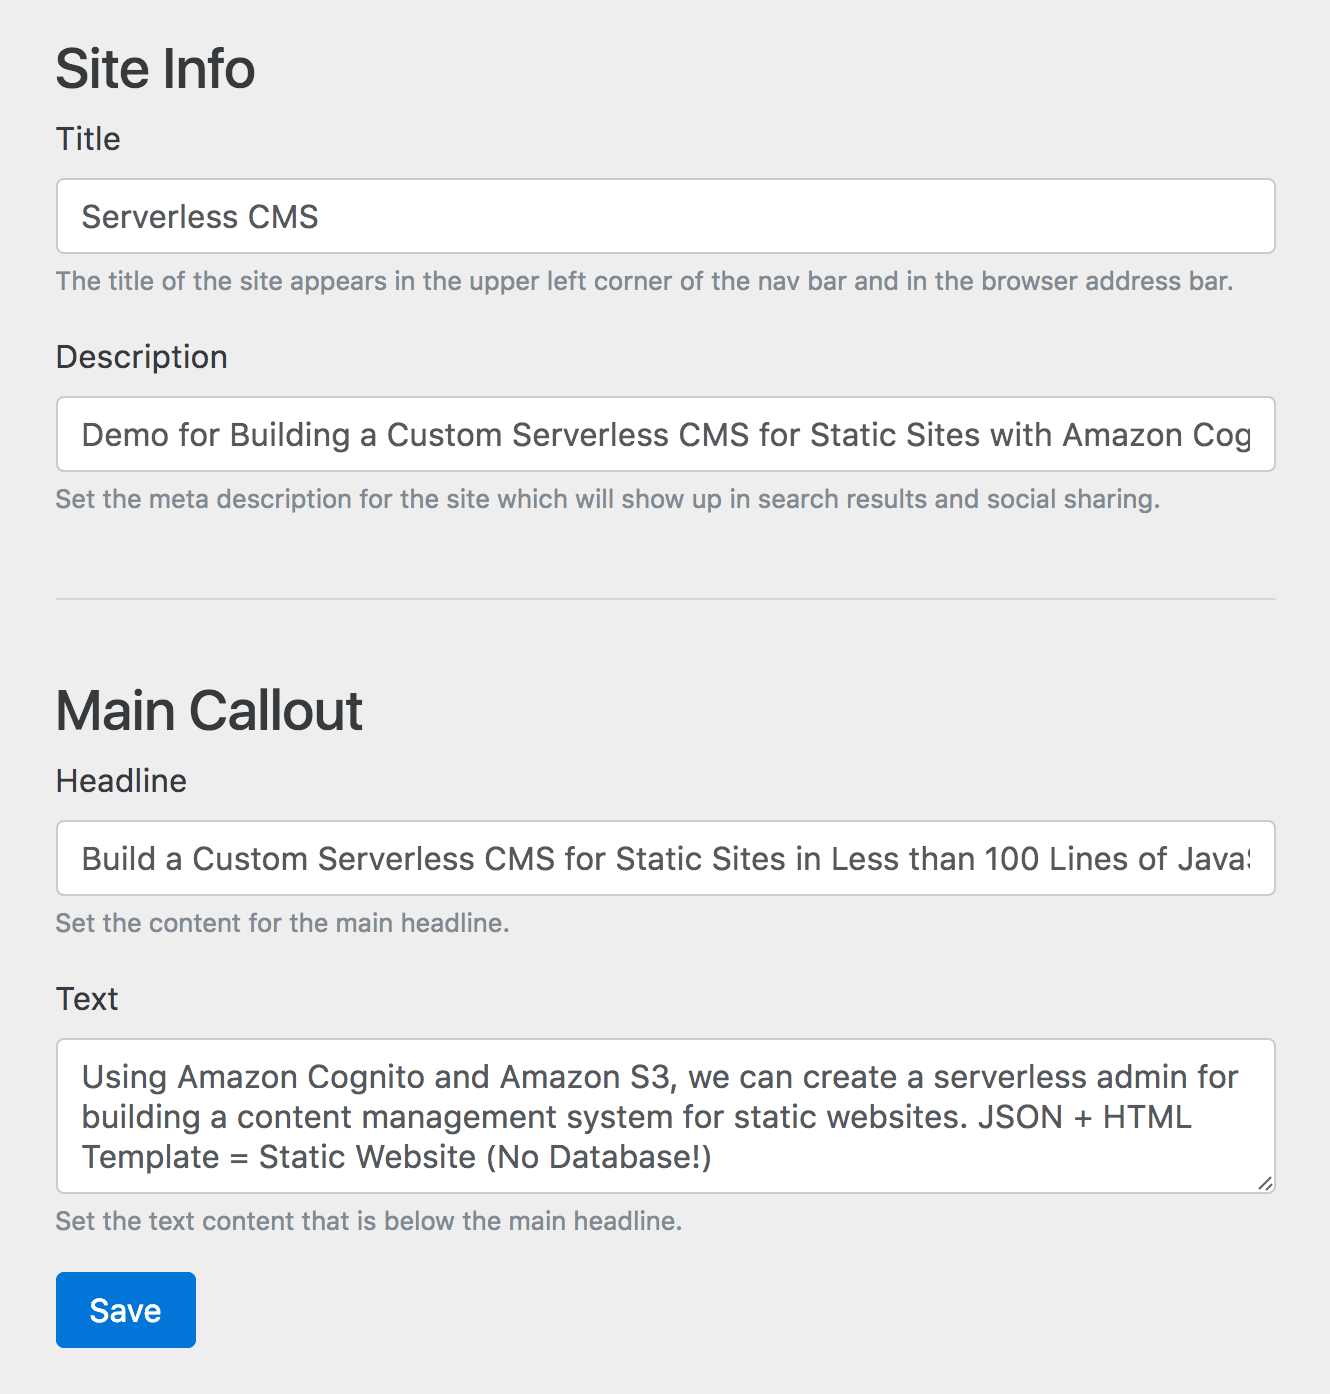 Site Info
Title
Serverless CMS
The title of the site appears in the upper left corner of the nav bar and in the browser address bar.
Description
Demo for Building a Custom Serverless CMS for Static Sites with Amazon Cog
Set the meta description for the site which will show up in search results and social sharing.
Main Callout
Headline
Build a Custom Serverless CMS for Static Sites in Less than 100 Lines of Java
Set the content for the main headline.
Text
Using Amazon Cognito and Amazon S3, we can create a serverless admin for
building a content management system for static websites. JSON + HTML
Template = Static Website (No Database!)
Set the text content that is below the main headline.
Save